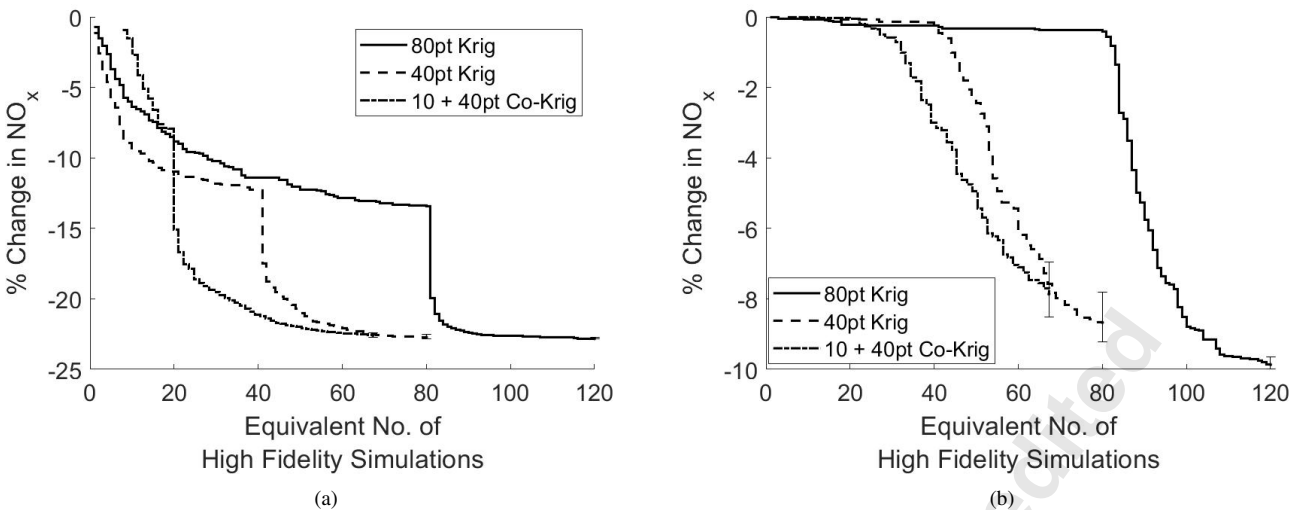 0
-5
-10
-15
-20
-25
% Change in NOx
0 20 40 60 80 100 120
Equivalent No. of
High Fidelity Simulations
80pt Krig
40pt Krig
10 + 40pt Co-Krig
(a)
0
-2
-4
-6
-8
-10
% Change in NOx
0 20 40 60 80 100 120
Equivalent No. of
High Fidelity Simulations
80pt Krig
40pt Krig
10 + 40pt Co-Krig
(b)
edited